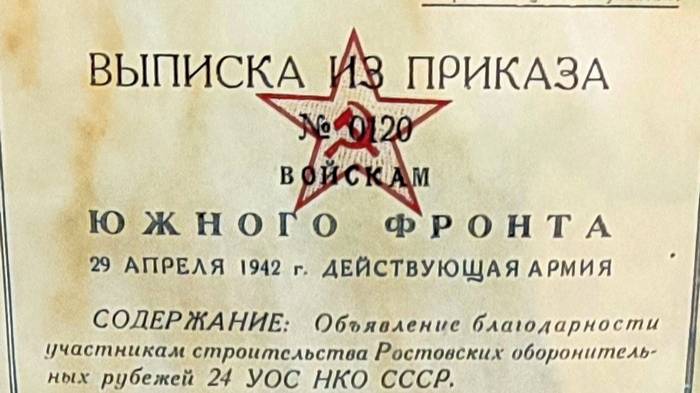 ВЫПИСКА ИЗ ПРИКАЗА
№ 0120
ВОЙСКАМ
ЮЖНОГО ФРОНТА
29 АПРЕЛЯ 1942 г. ДЕЙСТВУЮЩАЯ АРМИЯ
СОДЕРЖАНИЕ: Объявление благодарности
участникам строительства Ростовских оборонитель-
ных рубежей 24 УОС НКО СССР.